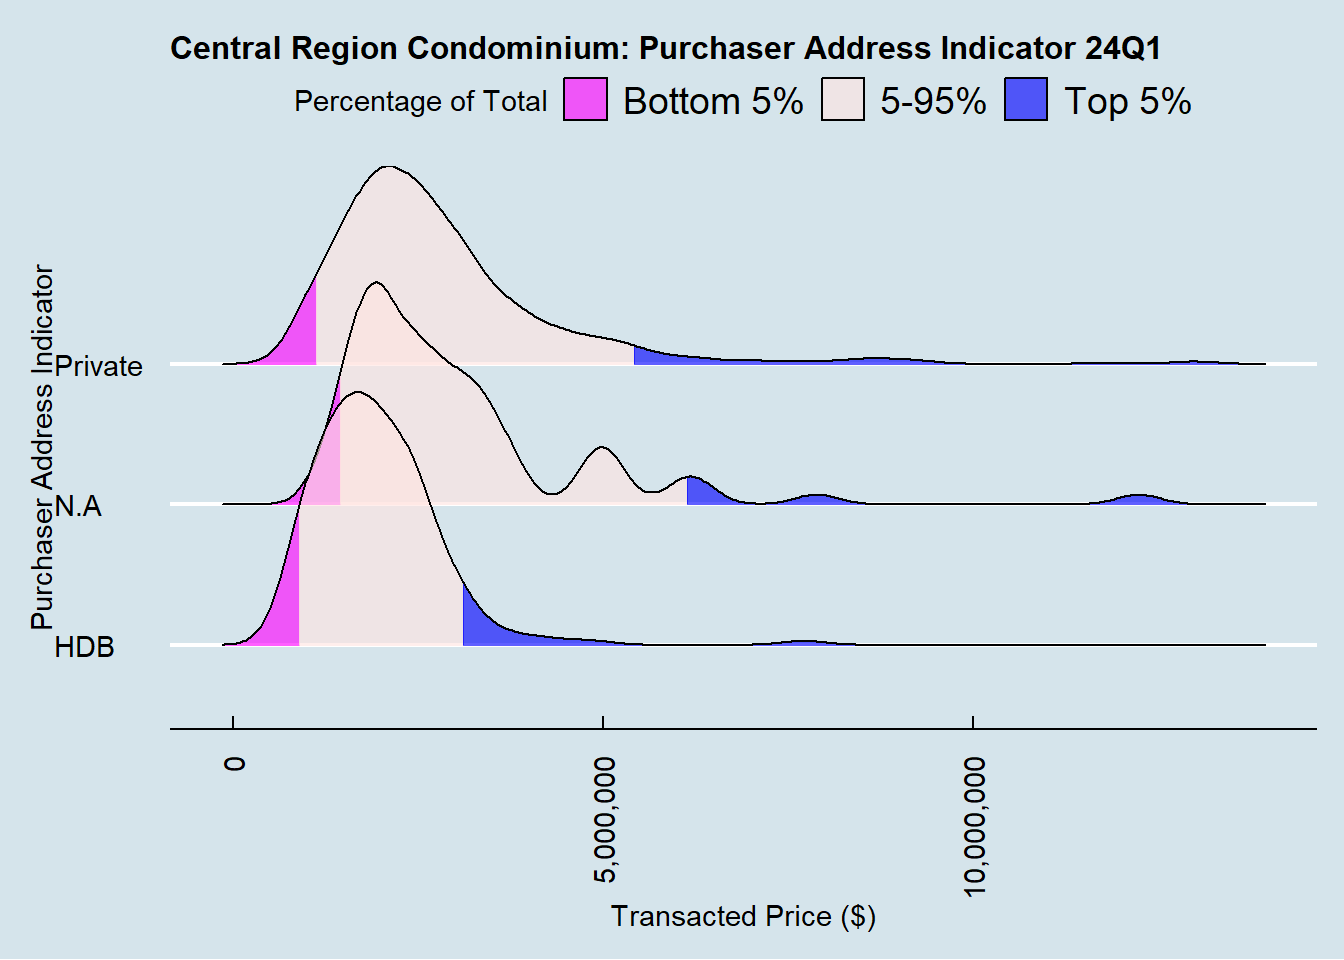 Central Region Condominium: Purchaser Address Indicator 24Q1
Percentage of Total Bottom 5% 5-95% Top 5%
Purchaser Address Indicator
Private
N.A
HDB
0
5,000,000
10,000,000
Transacted Price ($)